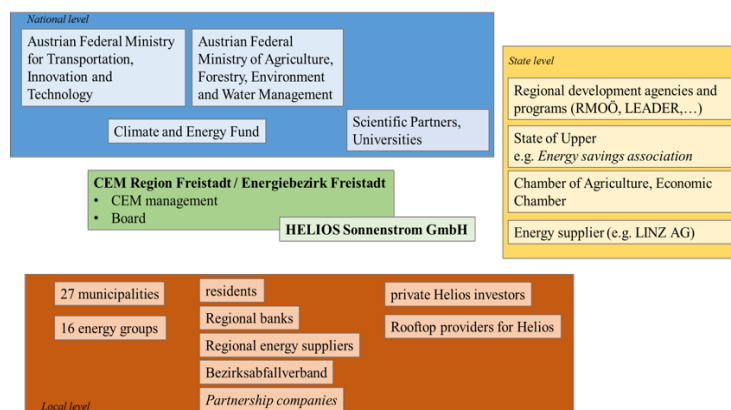 National level
Austrian Federal Ministry
for Transportation,
Innovation and
Technology
Austrian Federal
Ministry of Agriculture,
Forestry, Environment
and Water Management
Climate and Energy Fund
Scientific Partners,
Universities
State level
Regional development agencies and
programs (RMOÖ, LEADER,…)
State of Upper
e.g. Energy savings association
Chamber of Agriculture, Economic
Chamber
Energy supplier (e.g. LINZ AG)
CEM Region Freistadt / Energiebezirk Freistadt
• CEM management
• Board
HELIOS Sonnenstrom GmbH
27 municipalities
16 energy groups
residents
Regional banks
Regional energy suppliers
Bezirksabfallverband
Partnership companies
private Helios investors
Rooftop providers for Helios
Local level